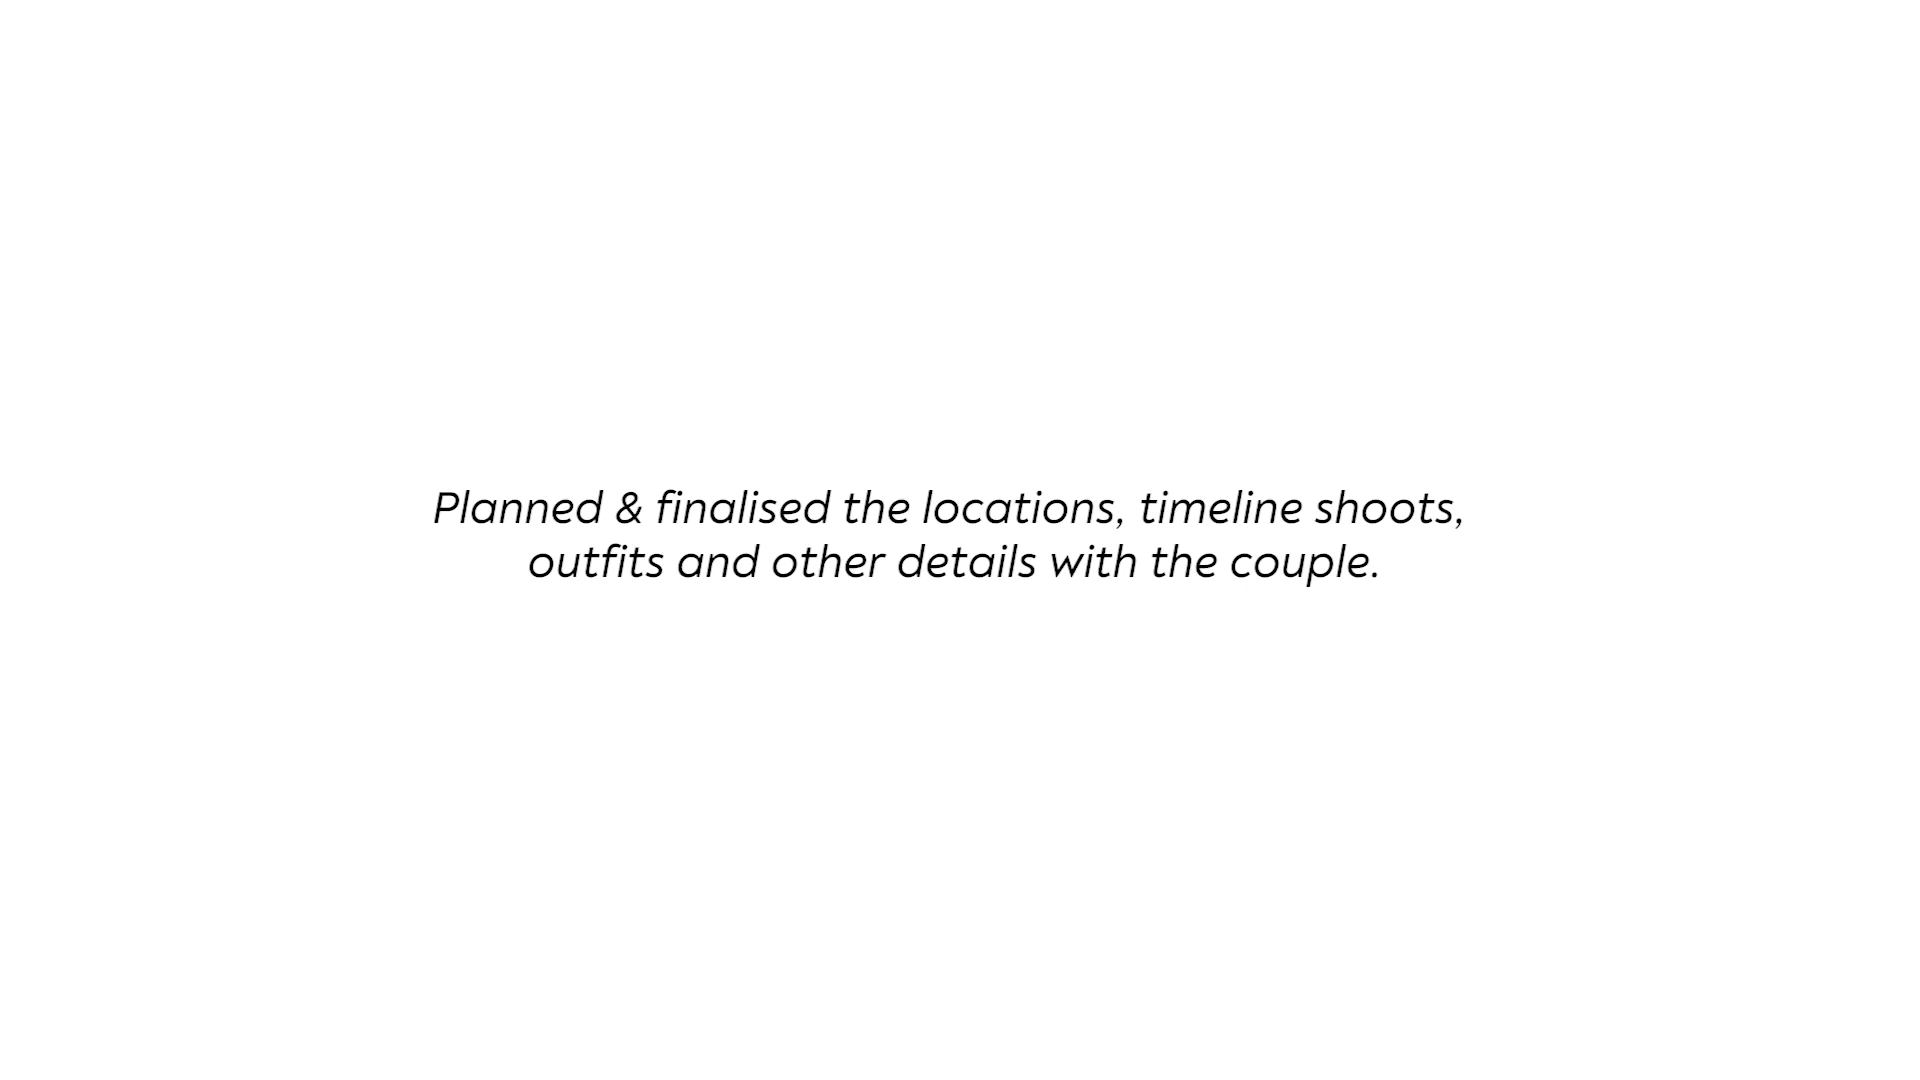 Planned & finalised the locations, timeline shoots,
outfits and other details with the couple.